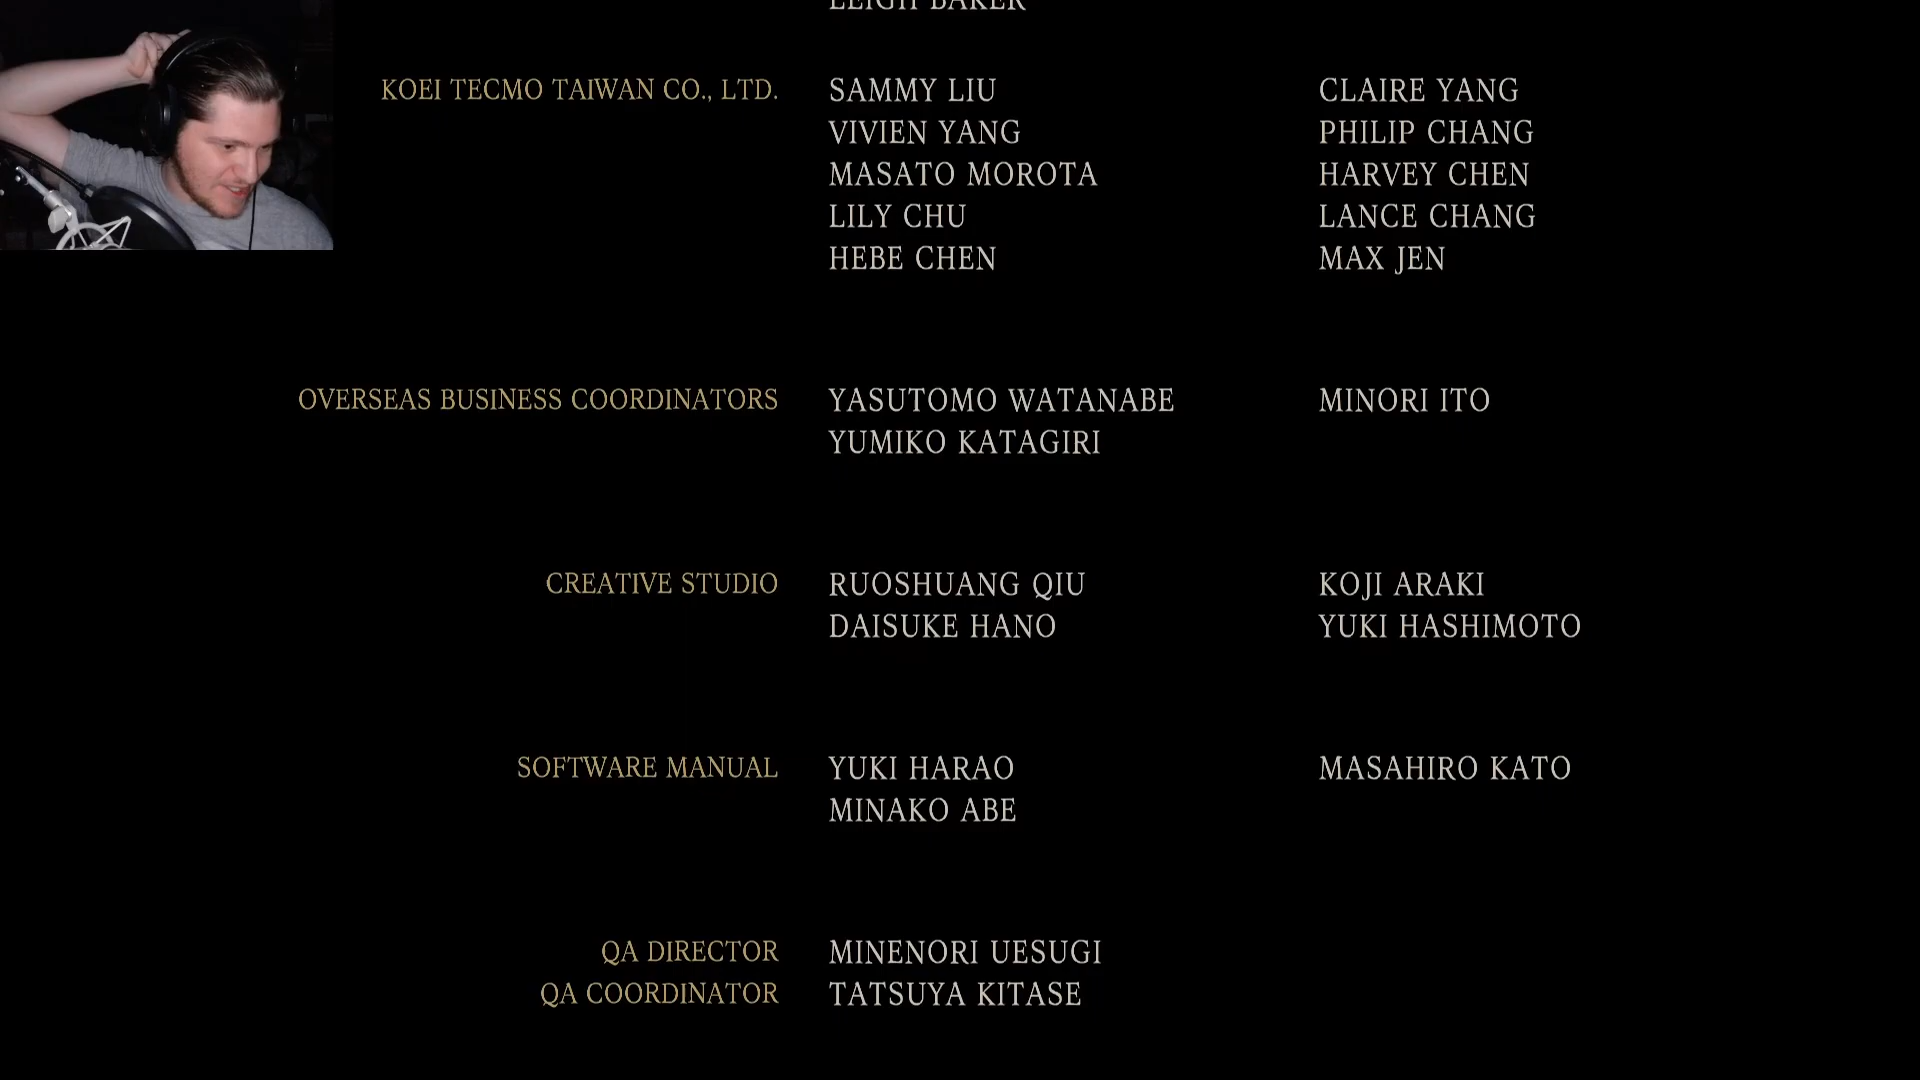 LEIGH BAKER
KOEI TECMO TAIWAN CO., LTD. SAMMY LIU CLAIRE YANG
VIVIEN YANG PHILIP CHANG
MASATO MOROTA HARVEY CHEN
LILY CHU LANCE CHANG
HEBE CHEN MAX JEN
OVERSEAS BUSINESS COORDINATORS YASUTOMO WATANABE MINORI ITO
YUMIKO KATAGIRI
CREATIVE STUDIO RUOSHUANG QIU KOJI ARAKI
DAISUKE HANO YUKI HASHIMOTO
SOFTWARE MANUAL YUKI HARAO MASAHIRO KATO
MINAKO ABE
QA DIRECTOR MINENORI UESUGI
QA COORDINATOR TATSUYA KITASE